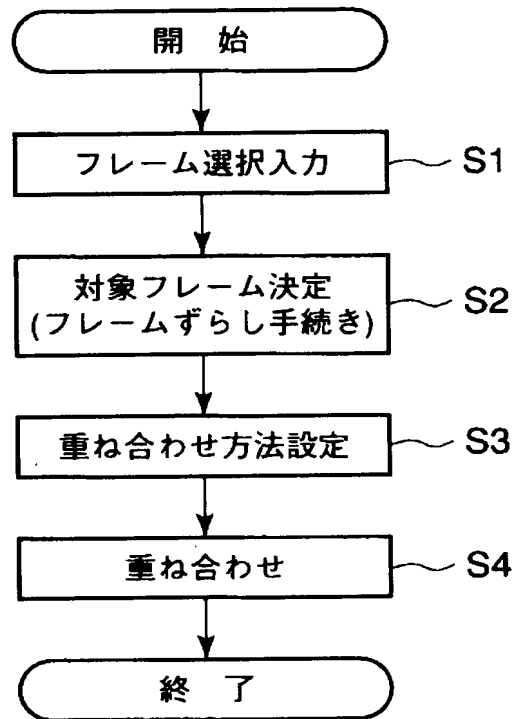 開 始
フレーム選択入力
S1
対象フレーム決定
(フレームずらし手続き)
S2
重ね合わせ方法設定
S3
重ね合わせ
S4
終 了